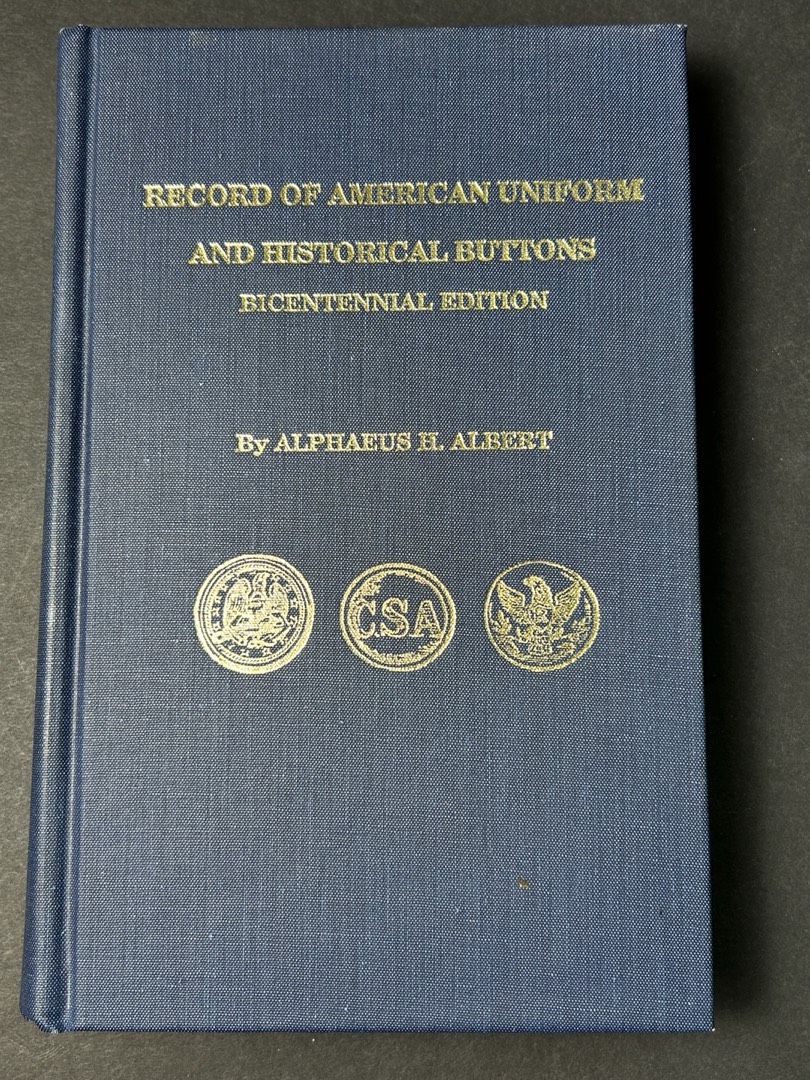 RECORD OF AMERICAN UNIFORM
AND HISTORICAL BUTTONS
BICENTENNIAL EDITION
By ALPHAEUS H. ALBERT
CSA